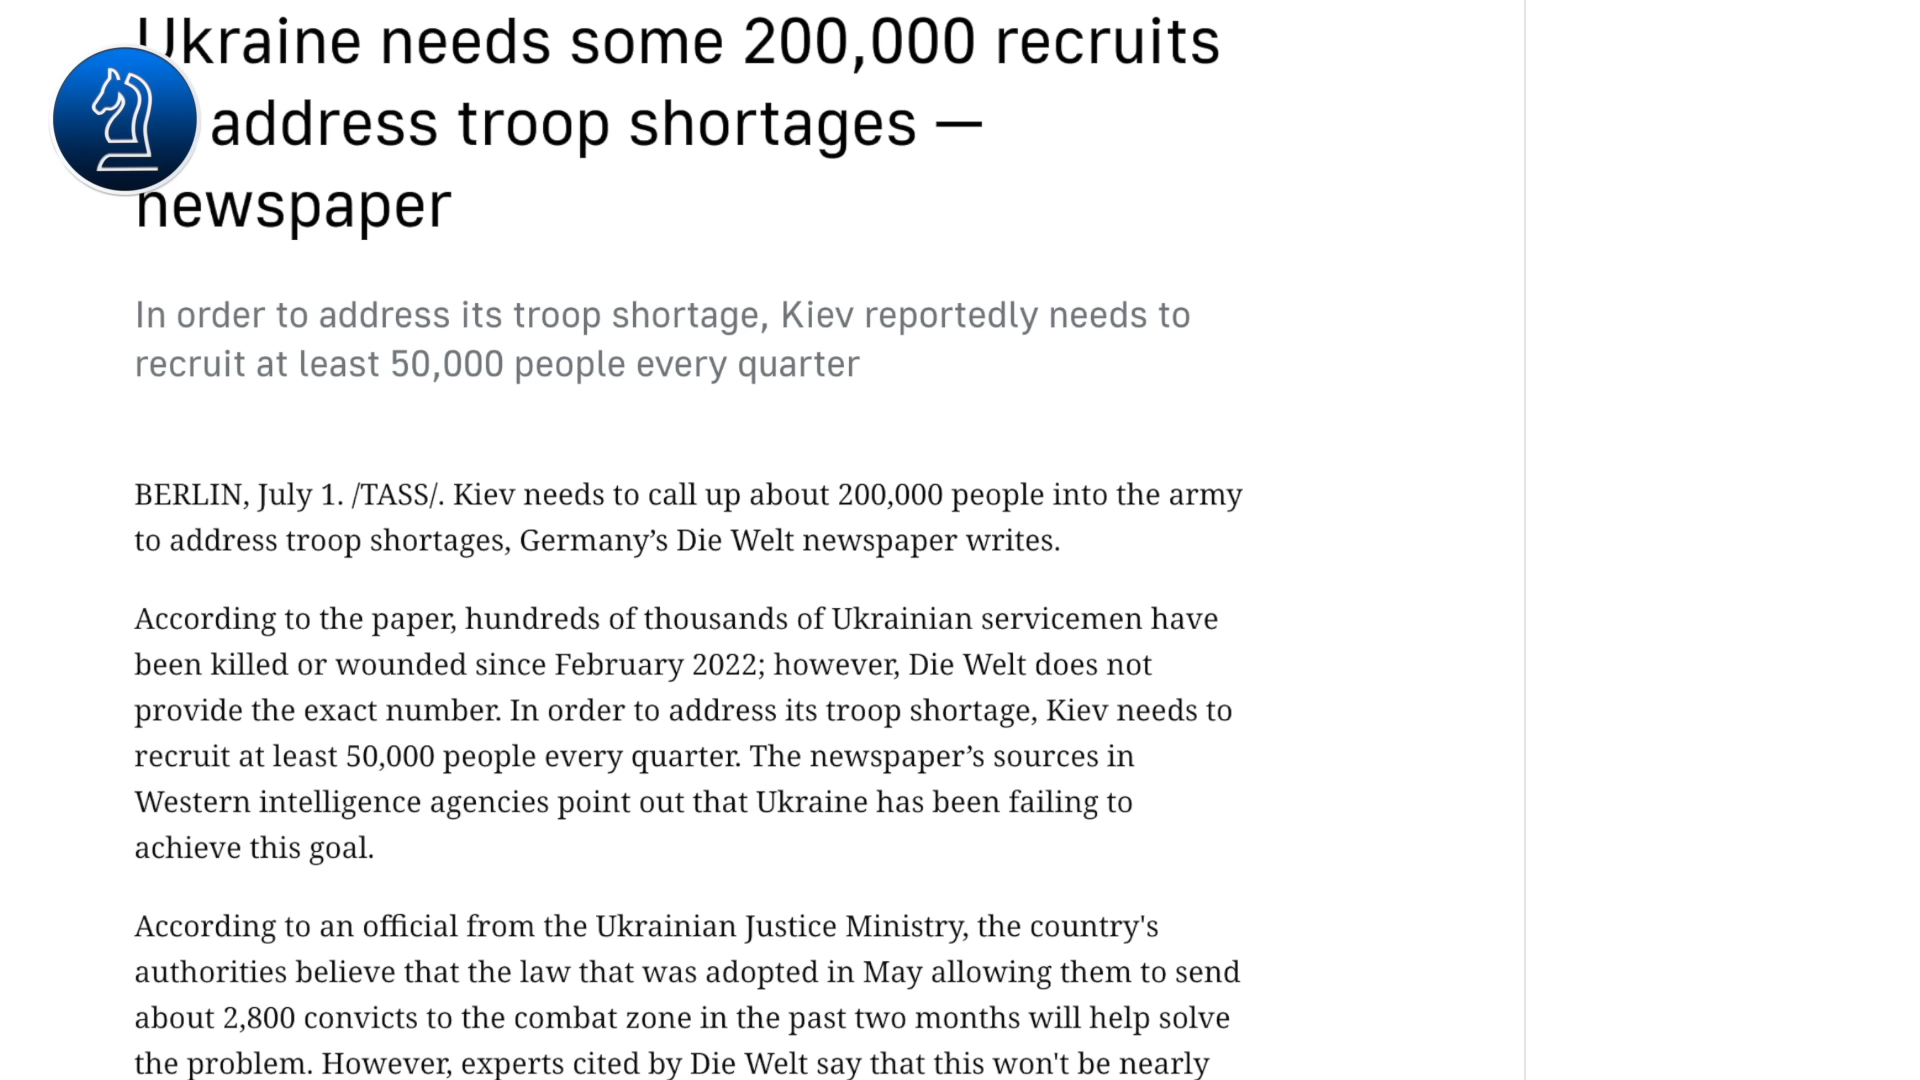 Ukraine needs some 200,000 recruits
address troop shortages —
newspaper
In order to address its troop shortage, Kiev reportedly needs to
recruit at least 50,000 people every quarter
BERLIN, July 1. /TASS/. Kiev needs to call up about 200,000 people into the army
to address troop shortages, Germany’s Die Welt newspaper writes.
According to the paper, hundreds of thousands of Ukrainian servicemen have
been killed or wounded since February 2022; however, Die Welt does not
provide the exact number. In order to address its troop shortage, Kiev needs to
recruit at least 50,000 people every quarter. The newspaper’s sources in
Western intelligence agencies point out that Ukraine has been failing to
achieve this goal.
According to an official from the Ukrainian Justice Ministry, the country's
authorities believe that the law that was adopted in May allowing them to send
about 2,800 convicts to the combat zone in the past two months will help solve
the problem. However, experts cited by Die Welt say that this won't be nearly